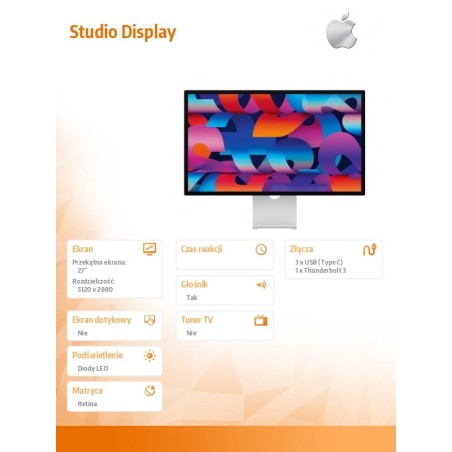 Studio Display
Ekran
Przekątna ekranu:
27"
Rozdzielczość:
5120 x 2880
Ekran dotykowy
Nie
Podświetlenie
Diody LED
Matryca
Retina
Czas reakcji
Głośnik
Tak
Tuner TV
Nie
Złącza
3 x USB (Type C)
1 x Thunderbolt 3